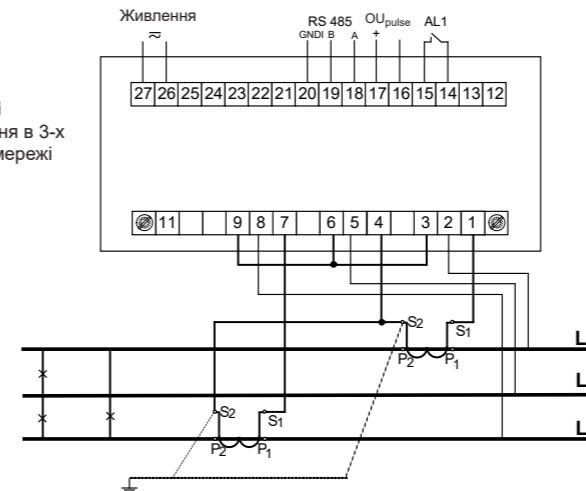 Живлення
RS 485 OUpulse AL1
GNDI B A +
27 26 25 24 23 22 21 20 19 18 17 16 15 14 13 12
і
ня в 3-х
мережі
11 9 8 7 6 5 4 3 2 1
S2 S1
L
P2 P1
L
S2 S1
L
P2 P1